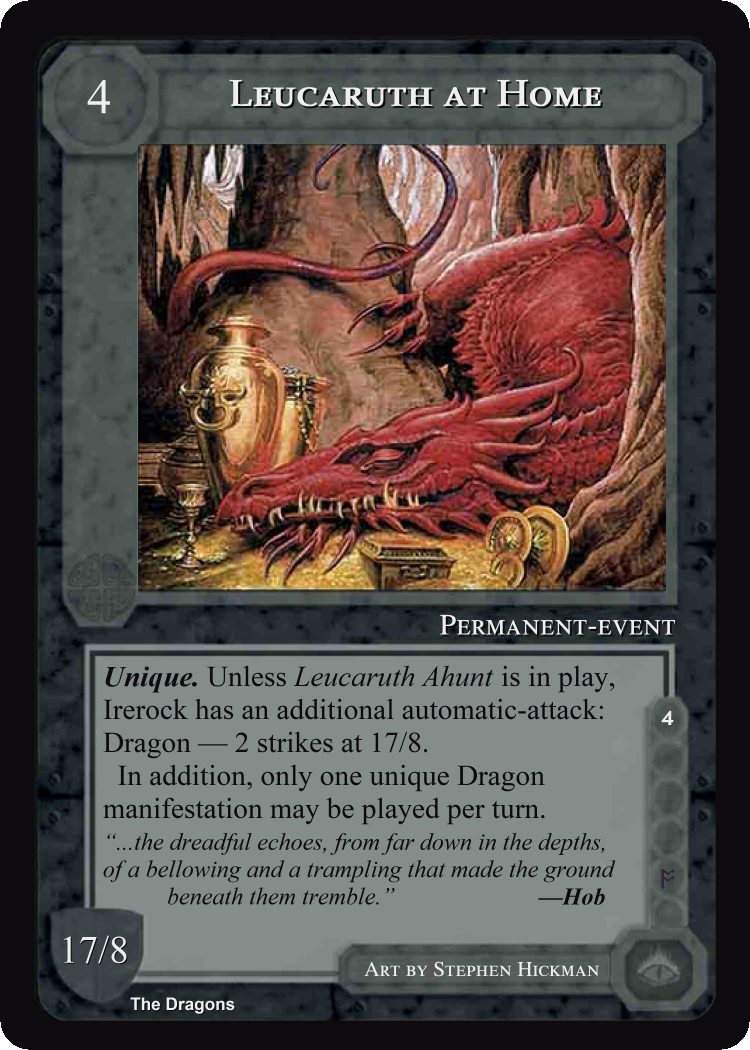 4
Leucaruth at Home
Permanent-event
Unique. Unless Leucaruth Ahunt is in play,
Irerock has an additional automatic-attack:
Dragon — 2 strikes at 17/8.
In addition, only one unique Dragon
manifestation may be played per turn.
“...the dreadful echoes, from far down in the depths,
of a bellowing and a trampling that made the ground
beneath them tremble.” —Hob
4
17/8
Art by Stephen Hickman
The Dragons